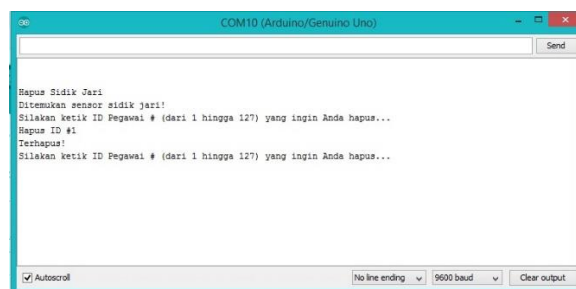 COM10 (Arduino/Genuino Uno)
Send
Hapus Sidik Jari
Ditemukan sensor sidik jari!
Silakan ketik ID Pegawai # (dari 1 hingga 127) yang ingin Anda hapus...
Hapus ID #1
Terhapus!
Silakan ketik ID Pegawai # (dari 1 hingga 127) yang ingin Anda hapus...
Autoscroll
No line ending
9600 baud
Clear output